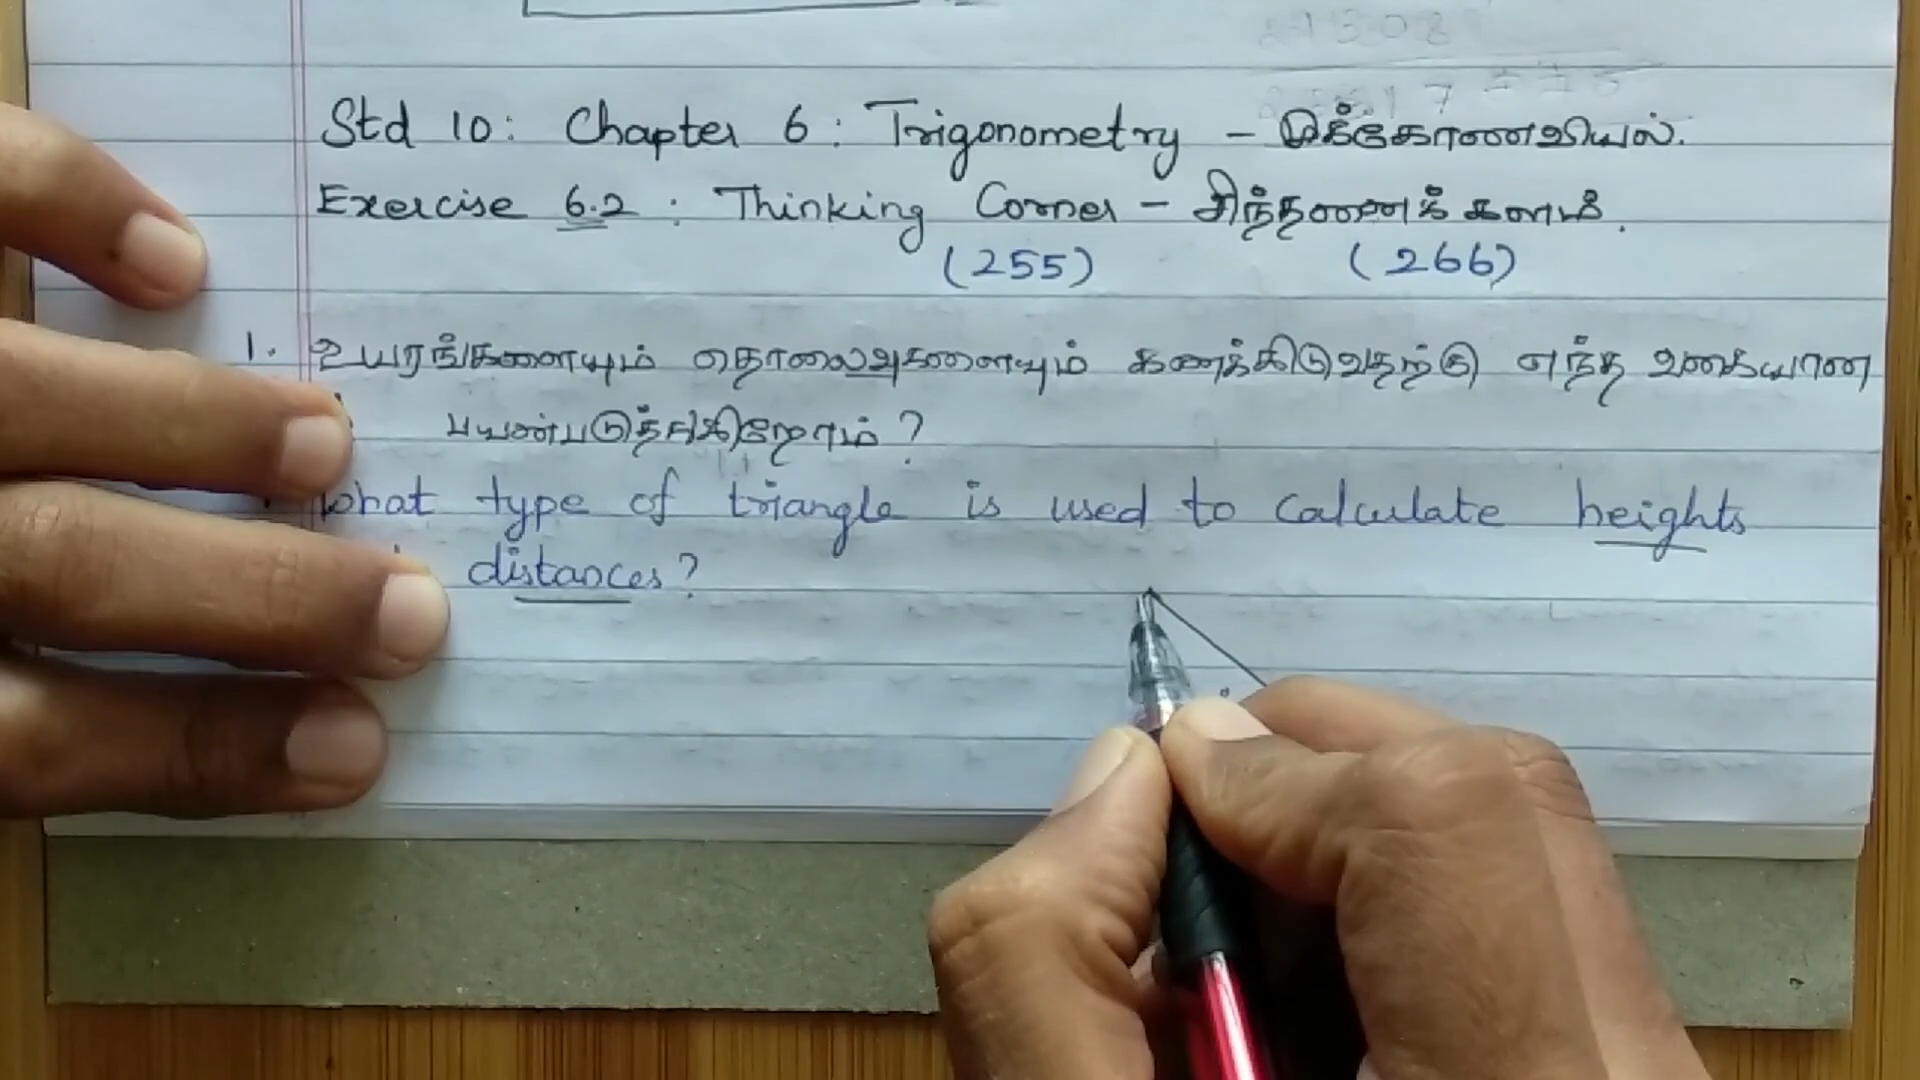 Std 10: Chapter 6: Trigonometry - முக்கோணவியல்.
Exercise 6.2: Thinking Corner - சிந்தனைக் களம்.
(255) (266)
1. உயரங்களையும் தொலைவுகளையும் கணக்கிடுவதற்கு எந்த வகையான
பயன்படுத்துகிறோம்?
What type of triangle is used to calculate heights
distances?